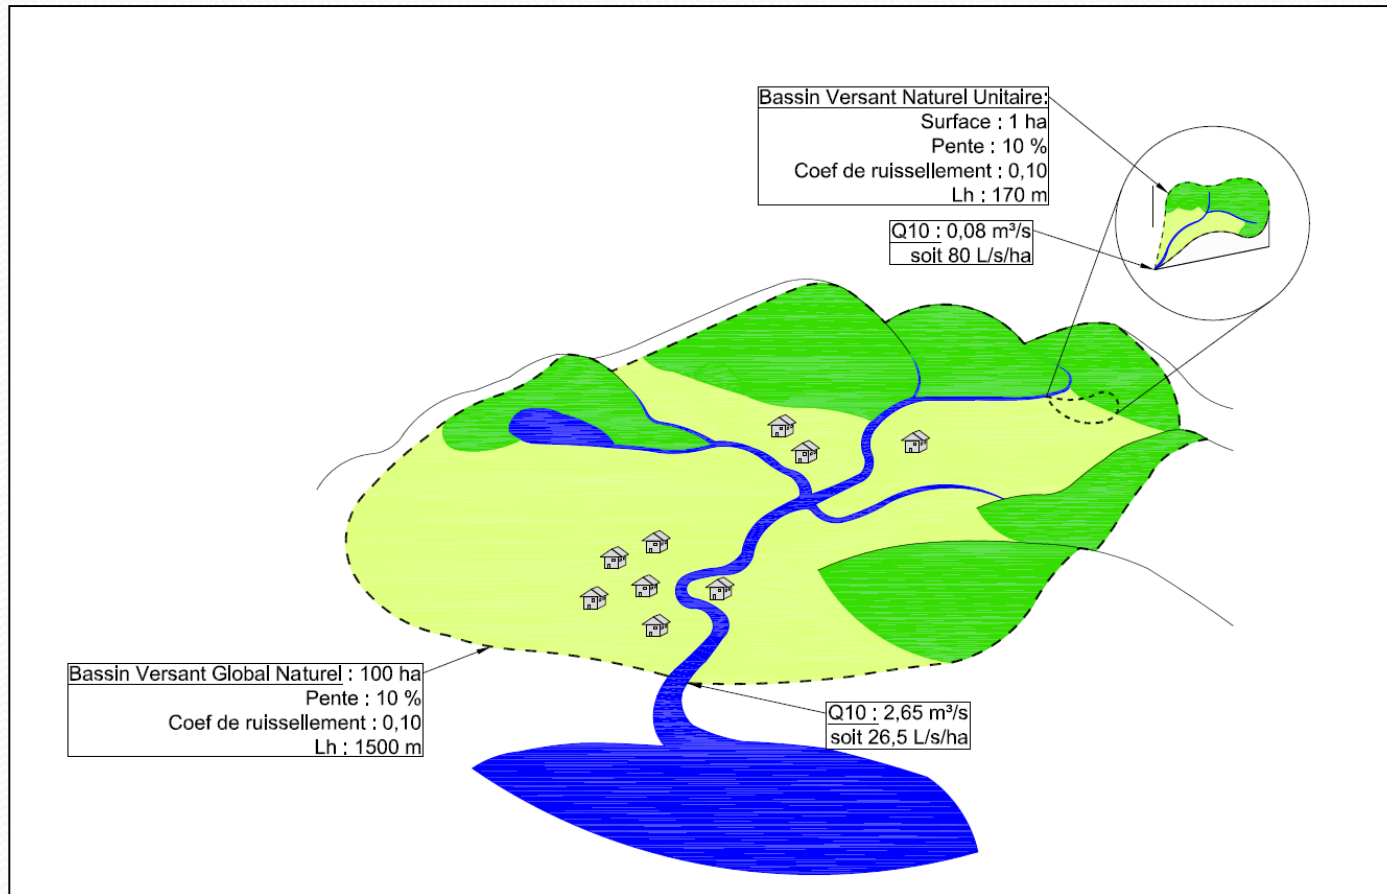 Bassin Versant Naturel Unitaire:
Surface : 1 ha
Pente : 10 %
Coef de ruissellement : 0,10
Lh : 170 m
Q10 : 0,08 m³/s
soit 80 L/s/ha
Bassin Versant Global Naturel : 100 ha
Pente : 10 %
Coef de ruissellement : 0,10
Lh : 1500 m
Q10 : 2,65 m³/s
soit 26,5 L/s/ha